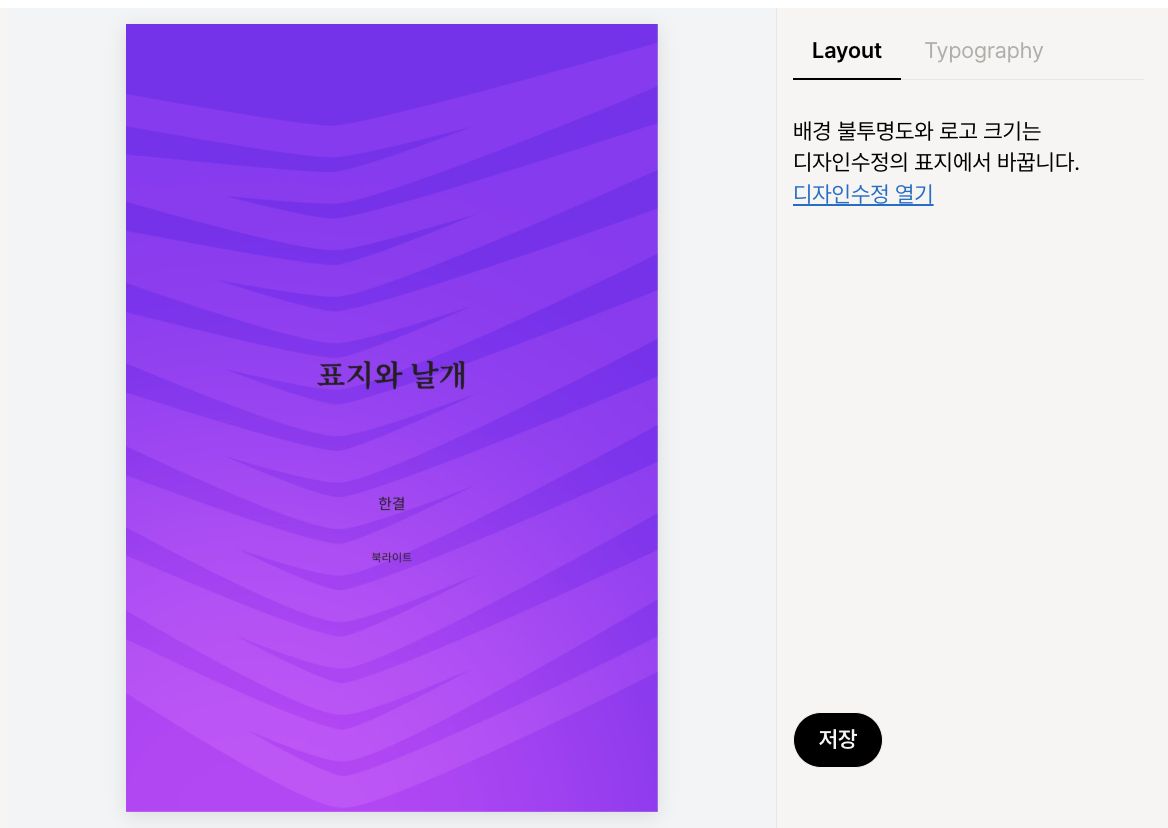 Layout
Typography
배경 불투명도와 로고 크기는
디자인수정의 표지에서 바꿉니다.
디자인수정 열기
표지와 날개
한결
북라이트
저장